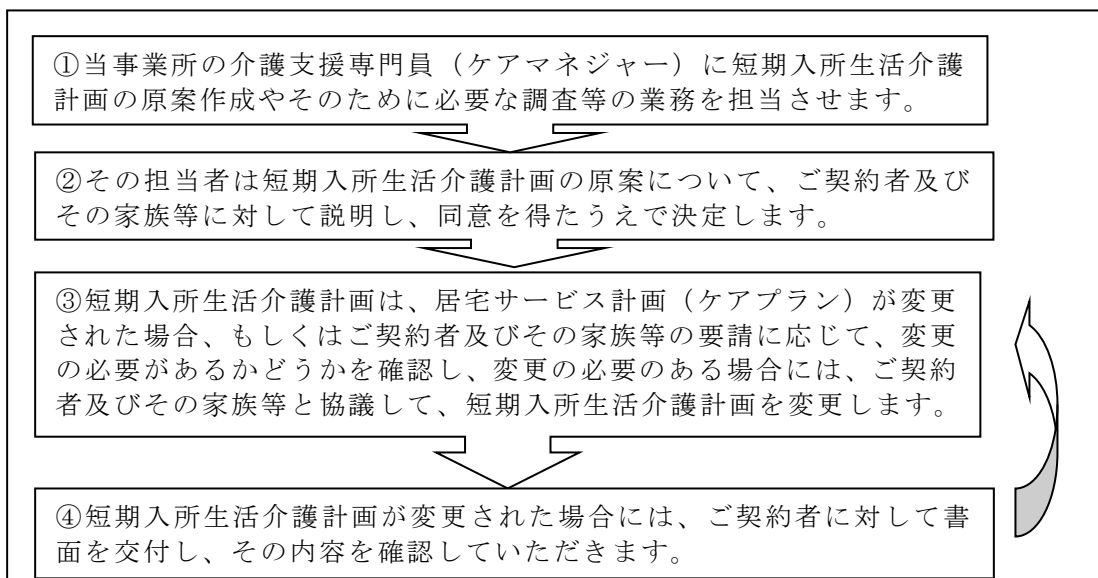 ①当事業所の介護支援専門員(ケアマネジャー)に短期入所生活介護
計画の原案作成やそのために必要な調査等の業務を担当させます。
②その担当者は短期入所生活介護計画の原案について、ご契約者及び
その家族等に対して説明し、同意を得たうえで決定します。
③短期入所生活介護計画は、居宅サービス計画(ケアプラン)が変更
された場合、もしくはご契約者及びその家族等の要請に応じて、変更
の必要があるかどうかを確認し、変更の必要のある場合には、ご契約
者及びその家族等と協議して、短期入所生活介護計画を変更します。
④短期入所生活介護計画が変更された場合には、ご契約者に対して書
面を交付し、その内容を確認していただきます。